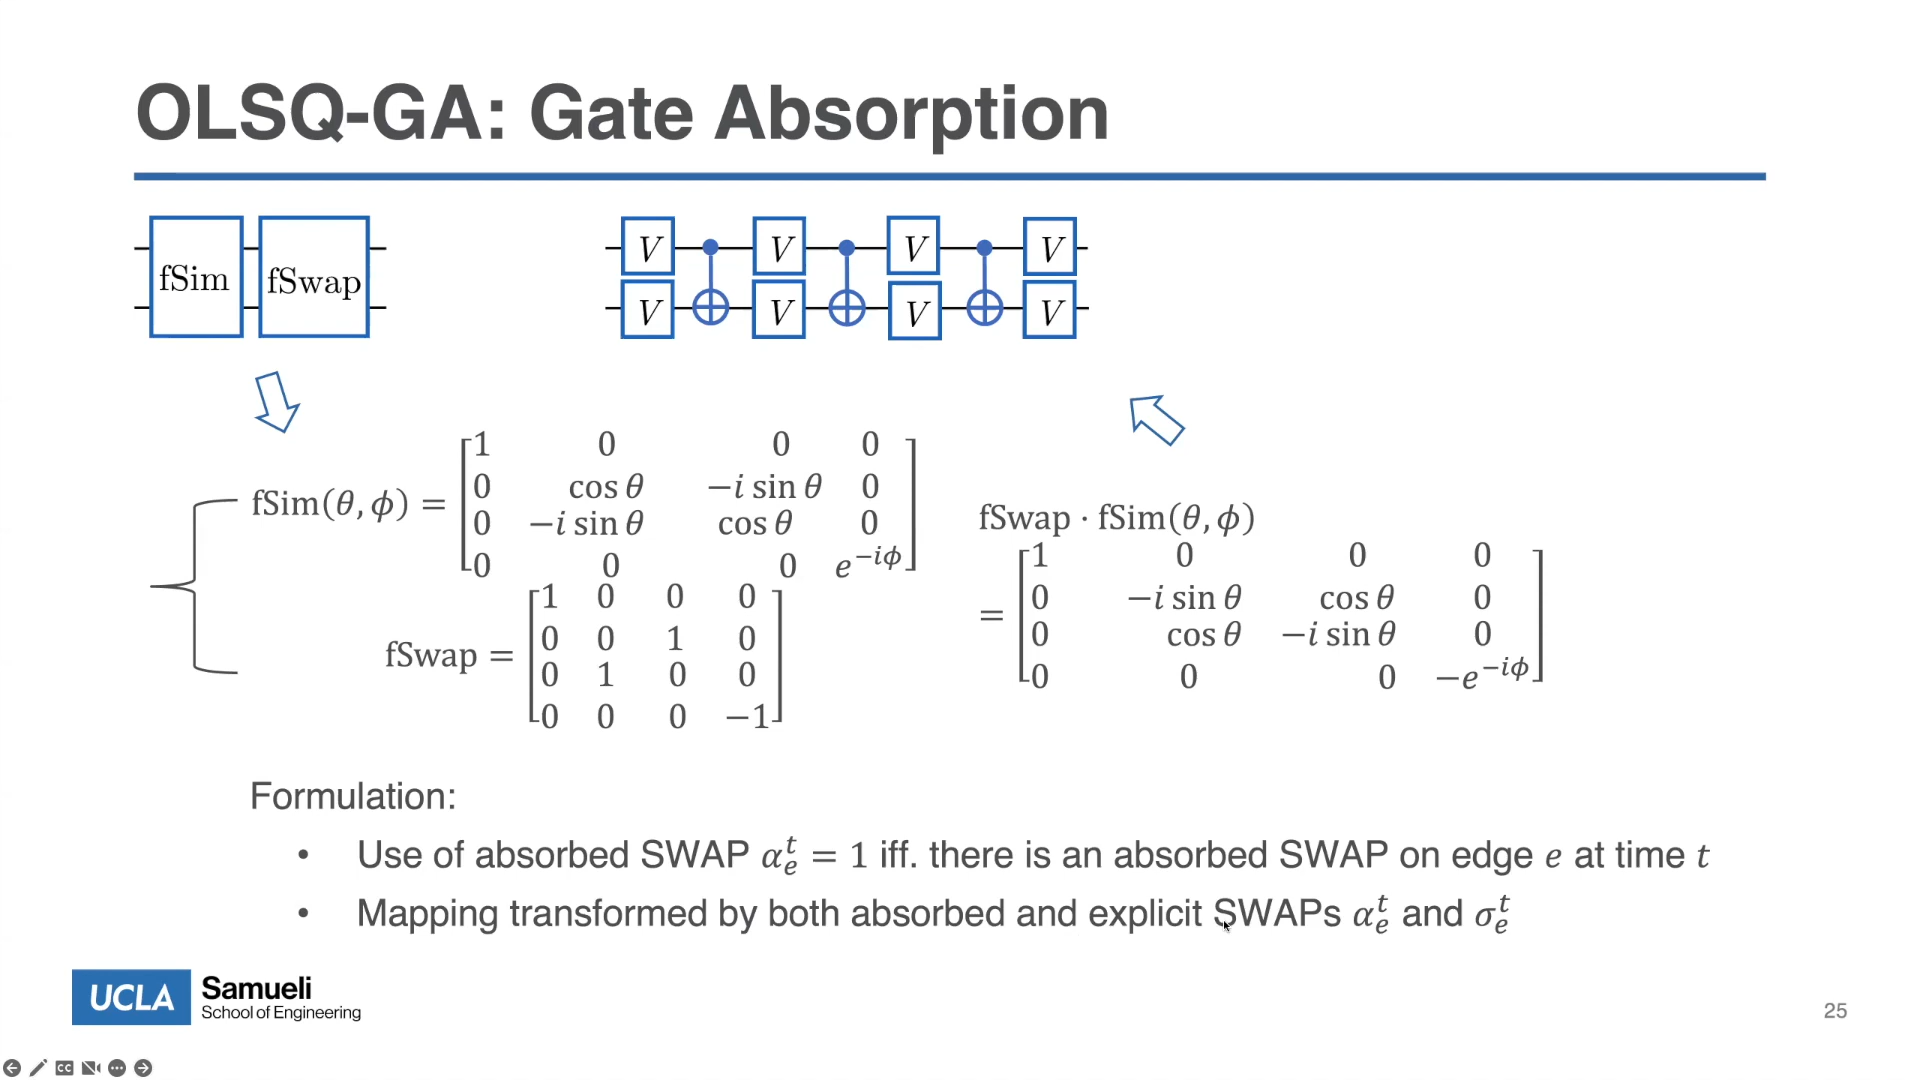 OLSQ-GA: Gate Absorption
fSim fSwap
V V V V
V V V V
fSim(θ, ϕ) =
1 0 0 0
0 cos θ −i sin θ 0
0 −i sin θ cos θ 0
0 0 0 e^{−iϕ}
fSwap =
1 0 0 0
0 0 1 0
0 1 0 0
0 0 0 −1
fSwap · fSim(θ, ϕ)
=
1 0 0 0
0 −i sin θ cos θ 0
0 cos θ −i sin θ 0
0 0 0 −e^{−iϕ}
Formulation:
• Use of absorbed SWAP α_e^t = 1 iff. there is an absorbed SWAP on edge e at time t
• Mapping transformed by both absorbed and explicit SWAPs α_e^t and σ_e^t
UCLA Samueli
School of Engineering
25
CC